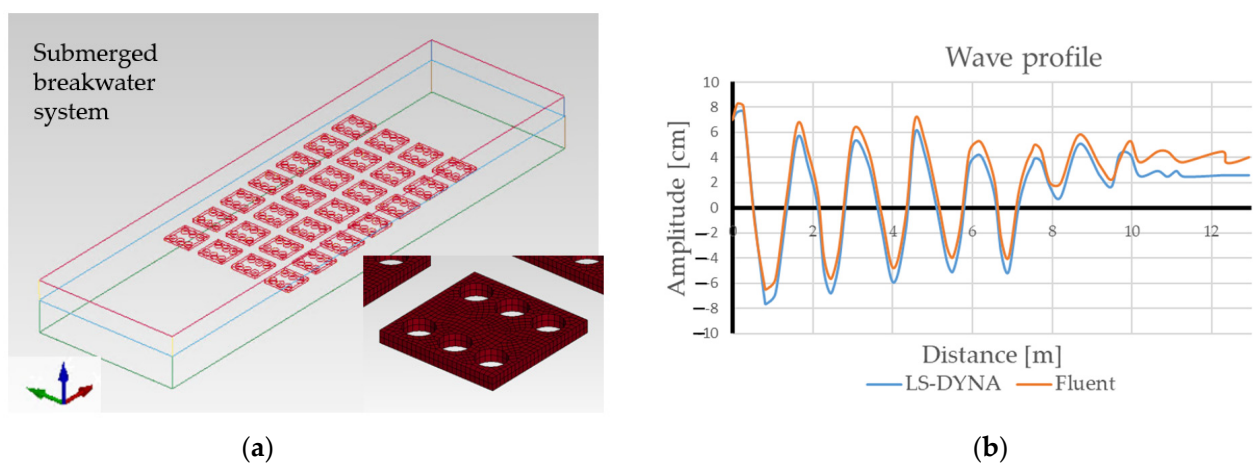 Submerged
breakwater
system
Wave profile
Amplitude [cm]
10
8
6
4
2
0
−2
−4
−6
−8
−10
0 2 4 6 8 10 12
Distance [m]
LS-DYNA Fluent
(a) (b)